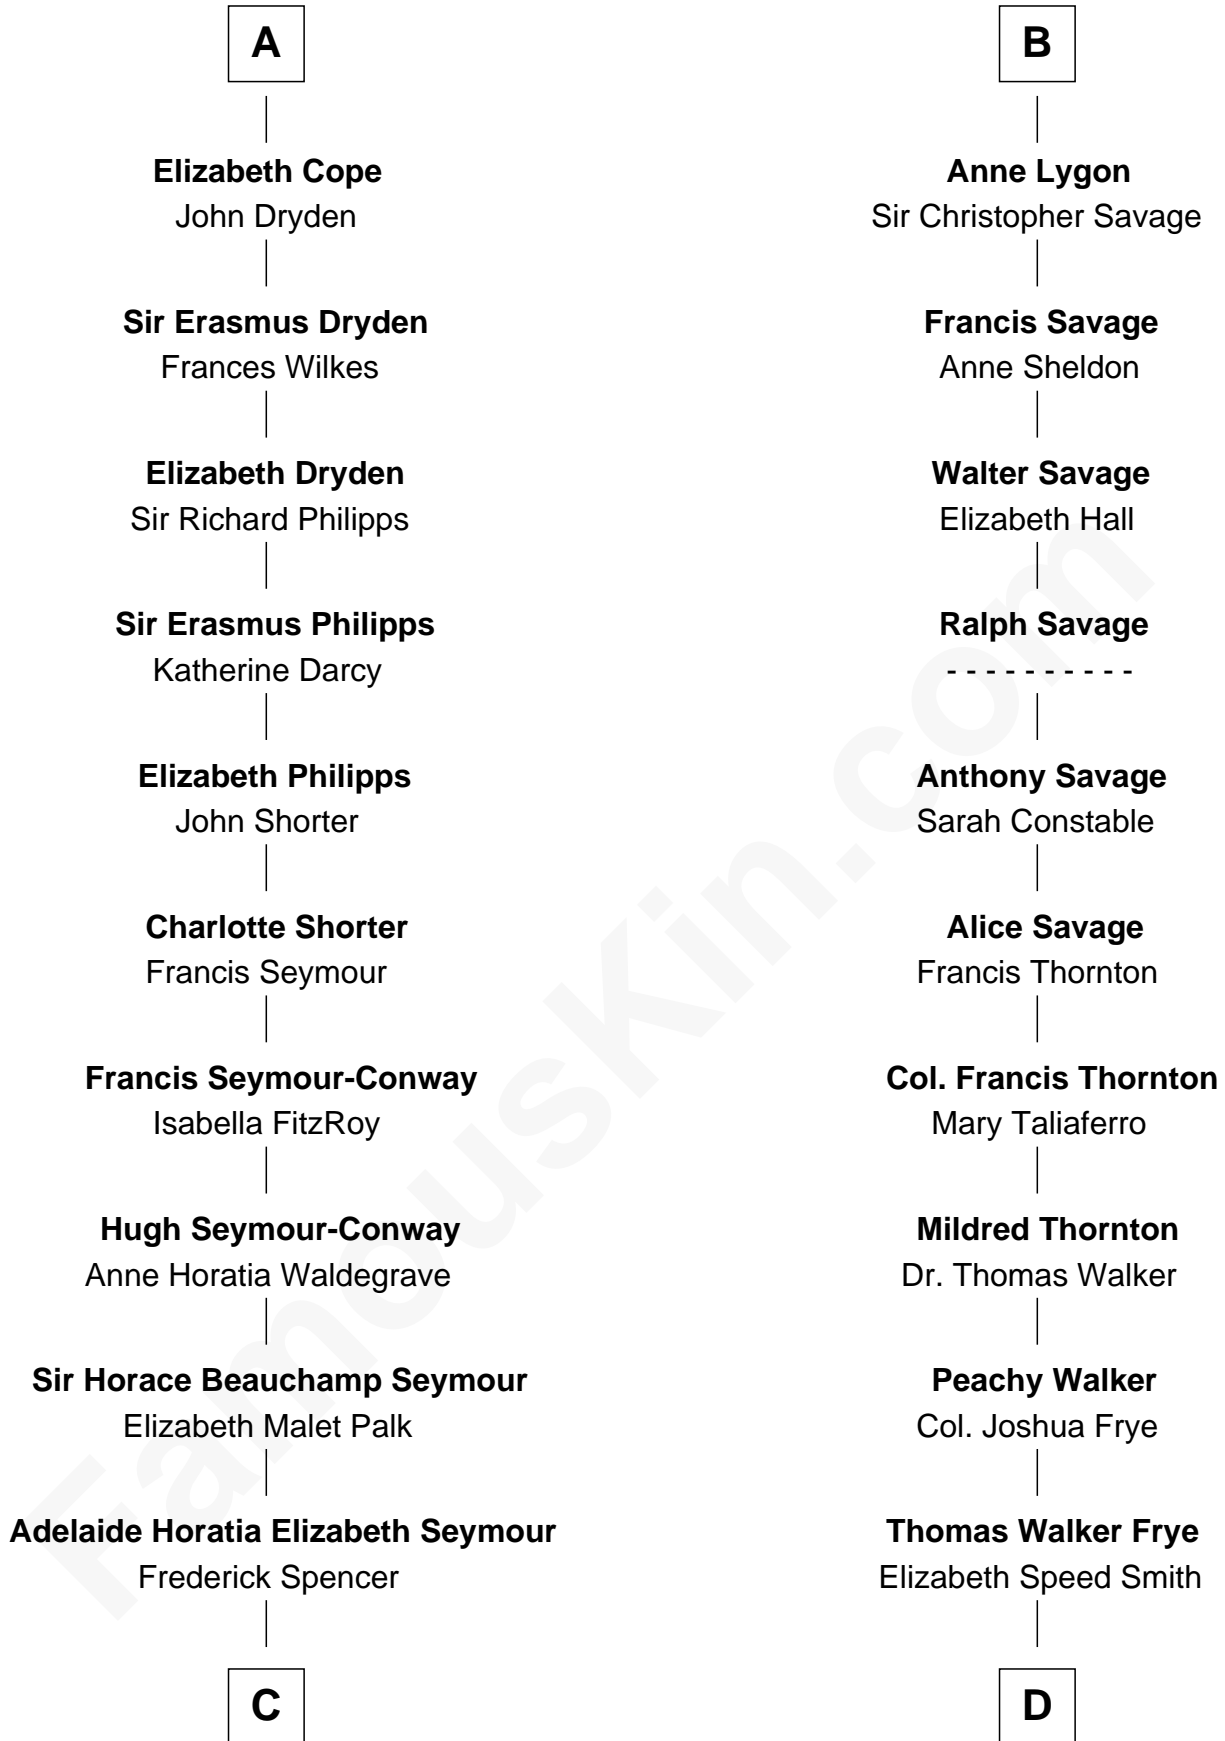 A
Elizabeth Cope
John Dryden
Sir Erasmus Dryden
Frances Wilkes
Elizabeth Dryden
Sir Richard Philipps
Sir Erasmus Philipps
Katherine Darcy
Elizabeth Philipps
John Shorter
Charlotte Shorter
Francis Seymour
Francis Seymour-Conway
Isabella FitzRoy
Hugh Seymour-Conway
Anne Horatia Waldegrave
Sir Horace Beauchamp Seymour
Elizabeth Malet Palk
Adelaide Horatia Elizabeth Seymour
Frederick Spencer
C
B
Anne Lygon
Sir Christopher Savage
Francis Savage
Anne Sheldon
Walter Savage
Elizabeth Hall
Ralph Savage
- - - - - - - - - -
Anthony Savage
Sarah Constable
Alice Savage
Francis Thornton
Col. Francis Thornton
Mary Taliaferro
Mildred Thornton
Dr. Thomas Walker
Peachy Walker
Col. Joshua Frye
Thomas Walker Frye
Elizabeth Speed Smith
D
FamousKin.com